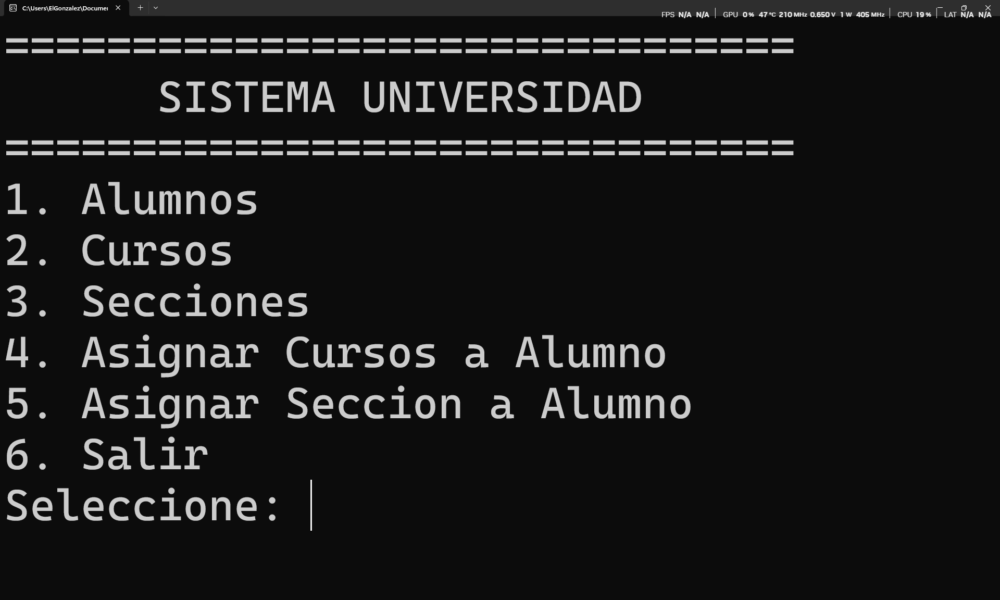 C:\Users\ElGonzalez\Documen
FPS N/A N/A | GPU 0% 47°C 210 MHz 0.650 V 1 W 405 MHz | CPU 19% | LAT N/A N/A
===============================
SISTEMA UNIVERSIDAD
===============================
1. Alumnos
2. Cursos
3. Secciones
4. Asignar Cursos a Alumno
5. Asignar Seccion a Alumno
6. Salir
Seleccione: